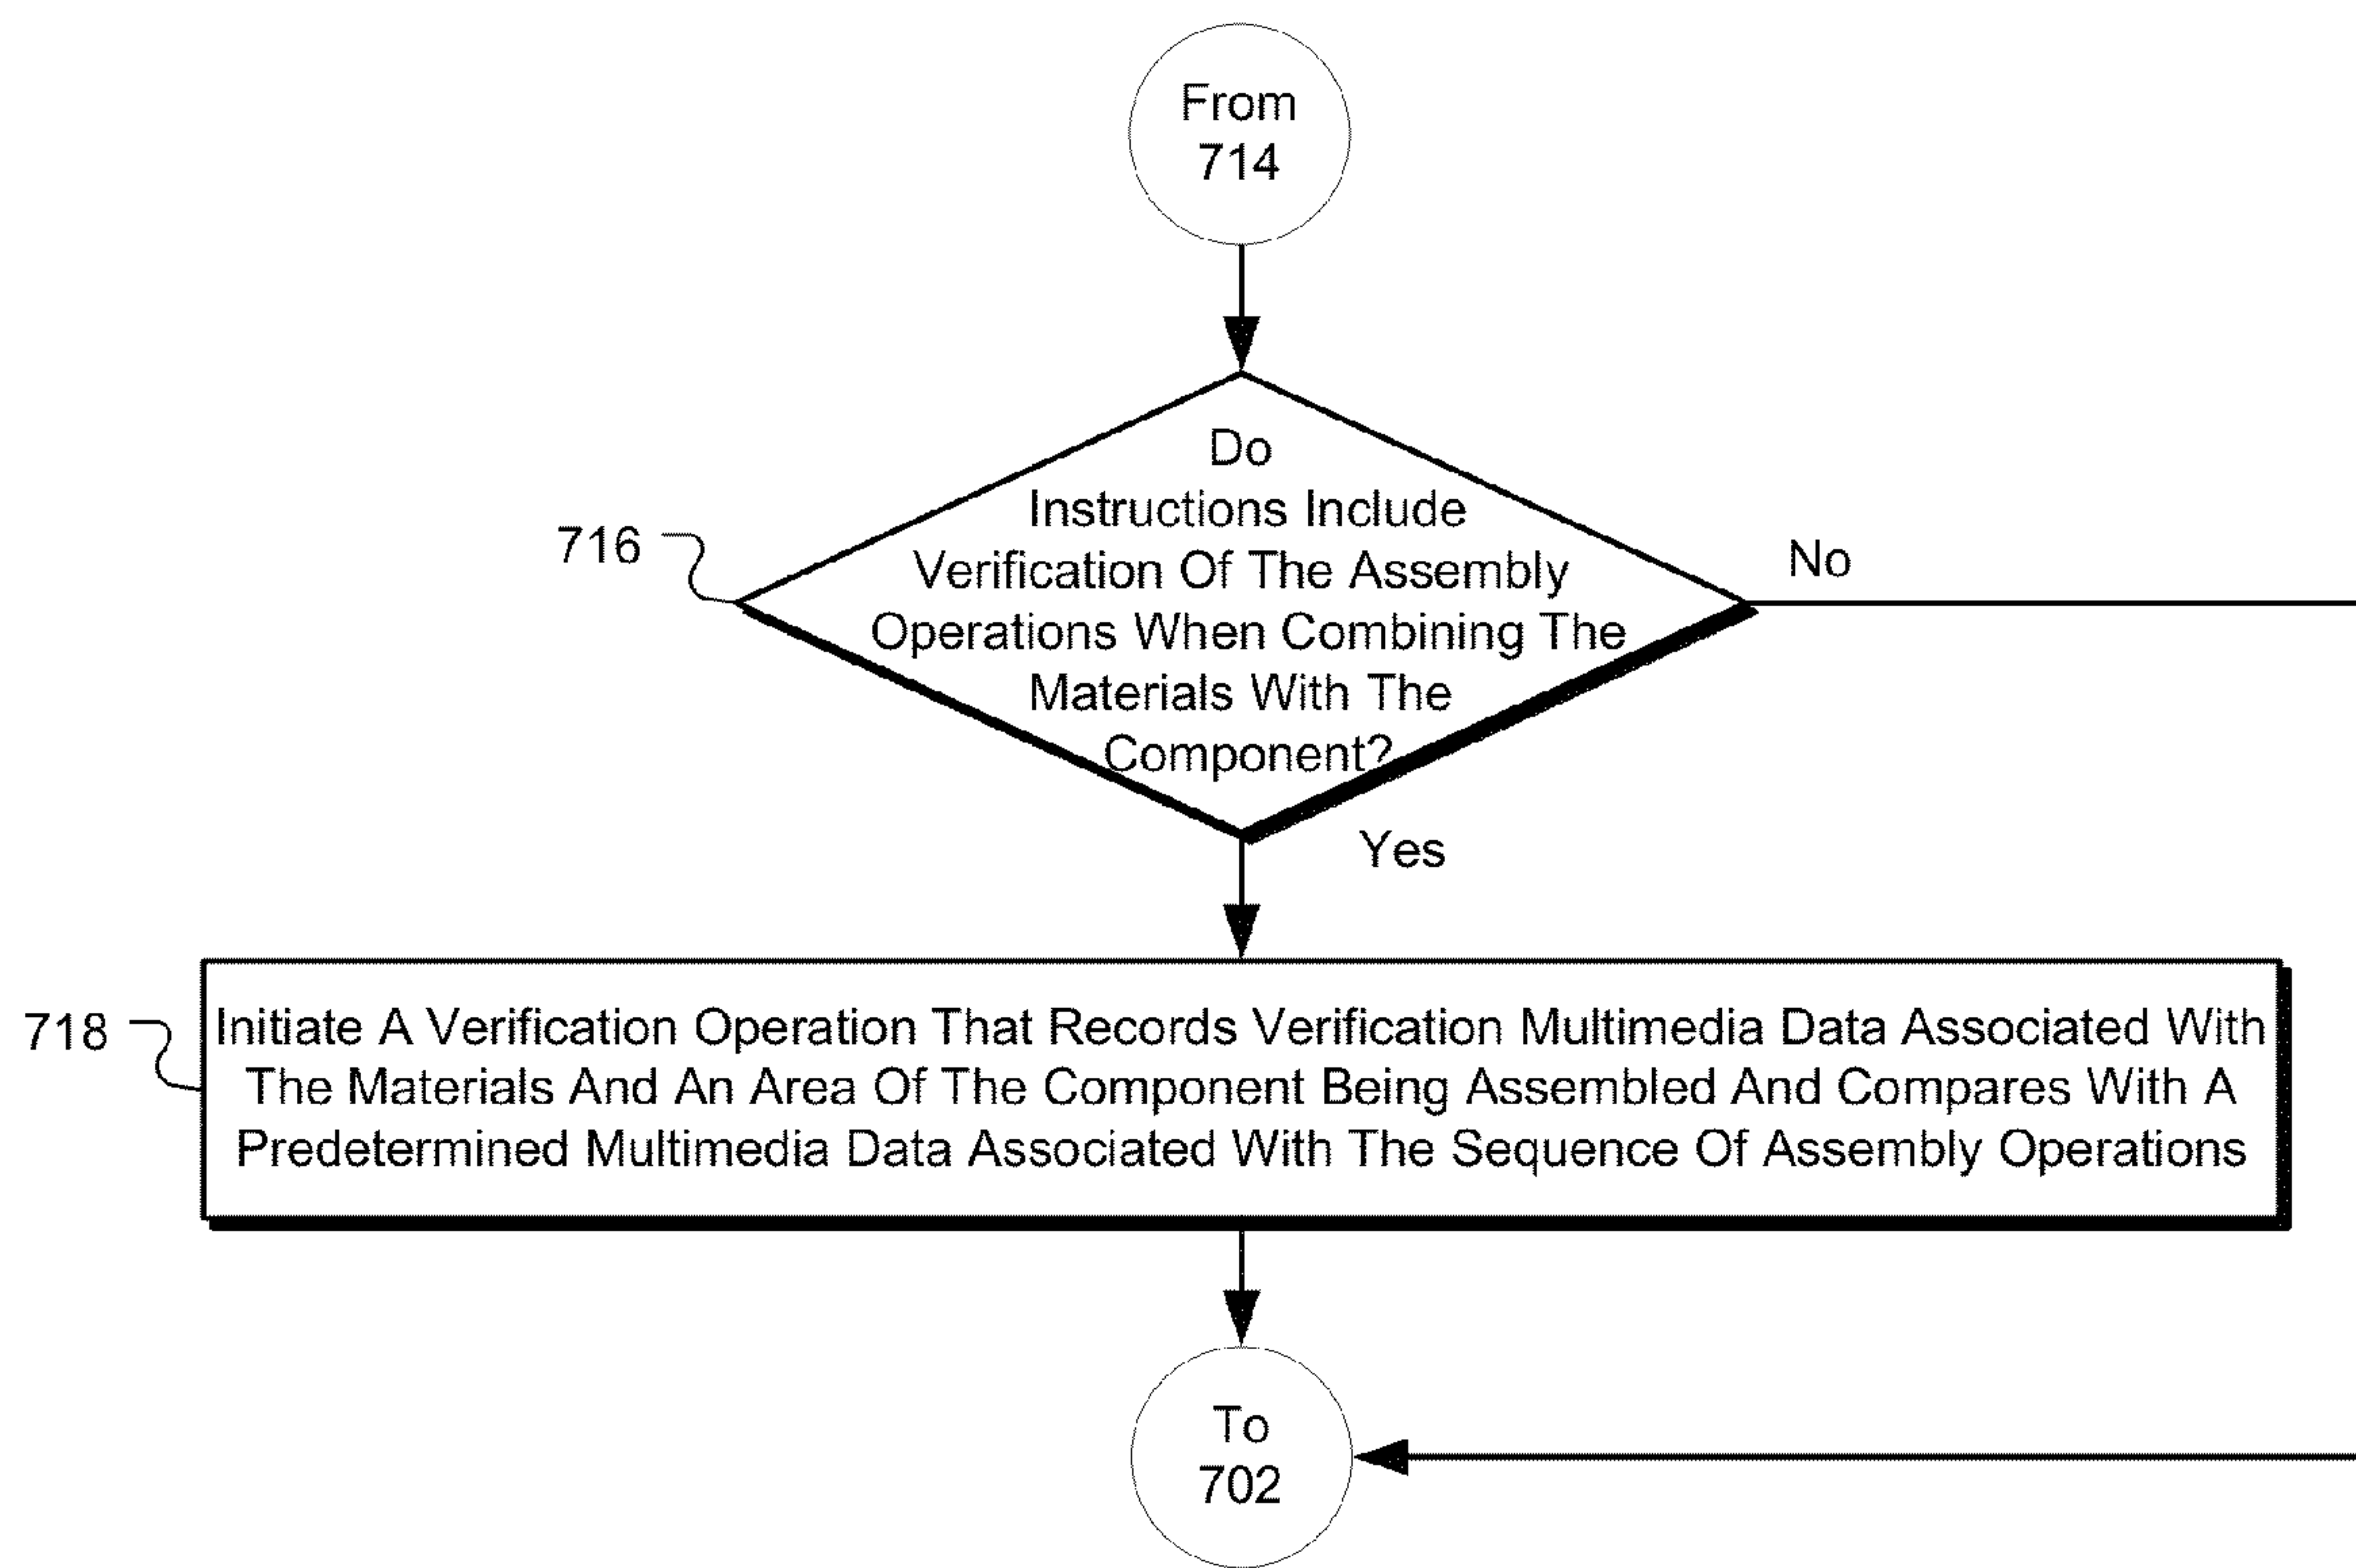 From
714
Do
Instructions Include
Verification Of The Assembly
Operations When Combining The
Materials With The
Component?
716
No
Yes
718
Initiate A Verification Operation That Records Verification Multimedia Data Associated With
The Materials And An Area Of The Component Being Assembled And Compares With A
Predetermined Multimedia Data Associated With The Sequence Of Assembly Operations
To
702